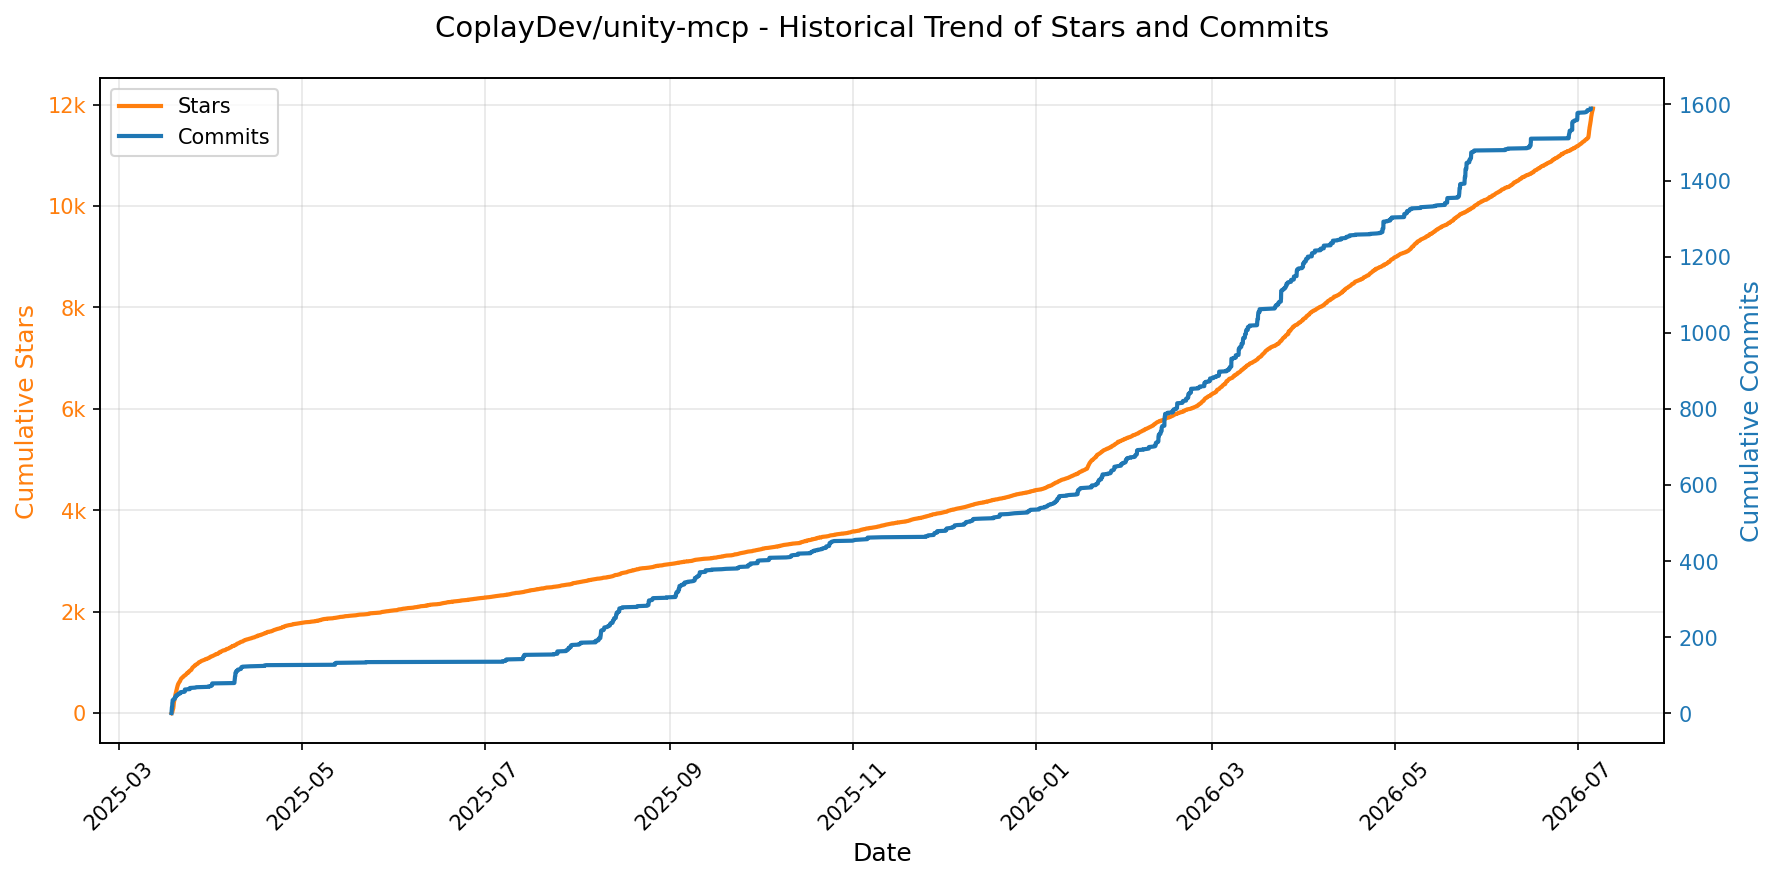 CoplayDev/unity-mcp - Historical Trend of Stars and Commits
Stars
Commits
12k
10k
8k
6k
4k
2k
0
Cumulative Stars
1600
1400
1200
1000
800
600
400
200
0
Cumulative Commits
2025-03
2025-05
2025-07
2025-09
2025-11
2026-01
2026-03
2026-05
2026-07
Date